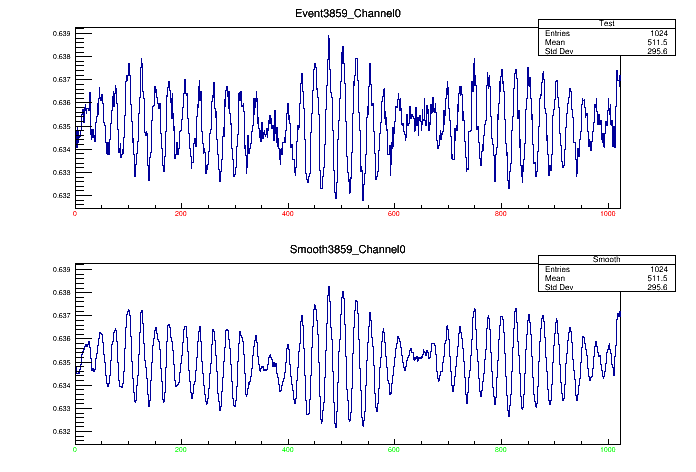 Event3859_Channel0
Test
Entries 1024
Mean 511.5
Std Dev 295.6
0.639
0.638
0.637
0.636
0.635
0.634
0.633
0.632
0 200 400 600 800 1000
Smooth3859_Channel0
Smooth
Entries 1024
Mean 511.5
Std Dev 295.6
0.639
0.638
0.637
0.636
0.635
0.634
0.633
0.632
0 200 400 600 800 1000